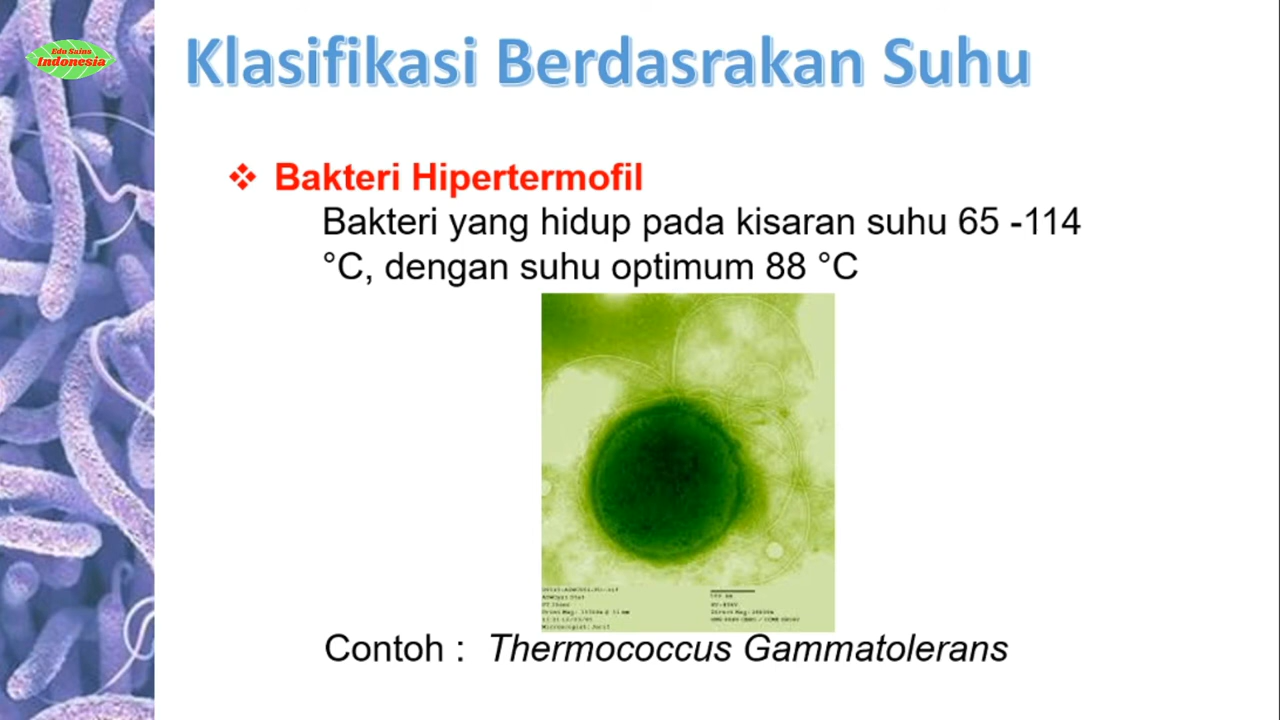 Edu Sains
Indonesia
Klasifikasi Berdasrakan Suhu
Bakteri Hipertermofil
Bakteri yang hidup pada kisaran suhu 65 -114
°C, dengan suhu optimum 88 °C
Contoh : Thermococcus Gammatolerans